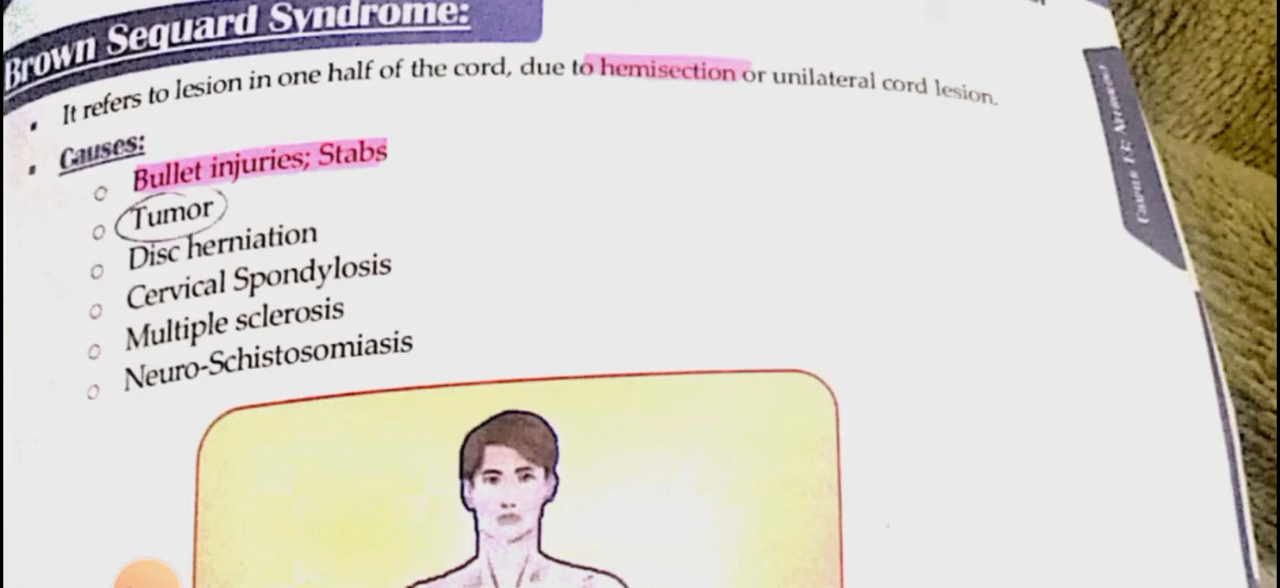 Brown Sequard Syndrome:
▪ It refers to lesion in one half of the cord, due to hemisection or unilateral cord lesion.
▪ Causes:
○ Bullet injuries; Stabs
○ Tumor
○ Disc herniation
○ Cervical Spondylosis
○ Multiple sclerosis
○ Neuro-Schistosomiasis